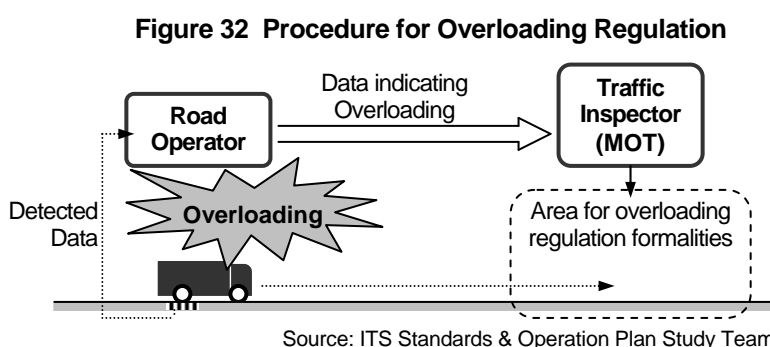 Figure 32 Procedure for Overloading Regulation
Data indicating
Overloading
Road
Operator
Traffic
Inspector
(MOT)
Overloading
Detected
Data
Area for overloading
regulation formalities
Source: ITS Standards & Operation Plan Study Team